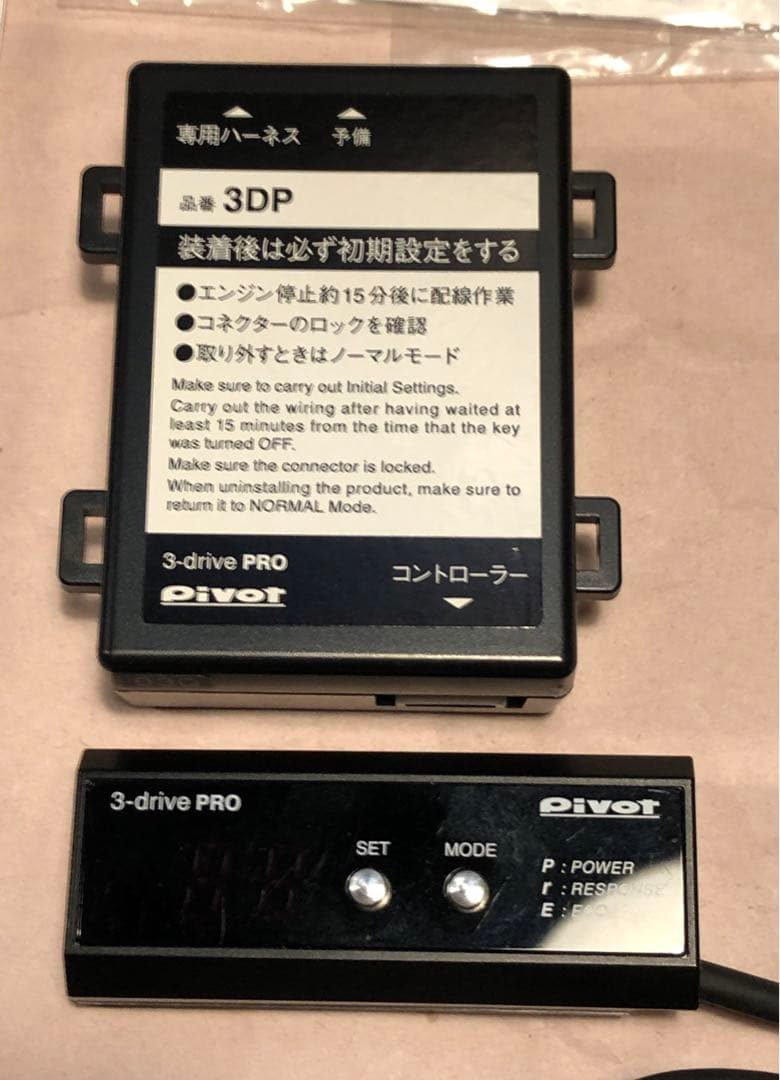 専用ハーネス 予備
品番 3DP
装着後は必ず初期設定をする
●エンジン停止約15分後に配線作業
●コネクターのロックを確認
●取り外すときはノーマルモード
Make sure to carry out Initial Settings.
Carry out the wiring after having waited at
least 15 minutes from the time that the key
was turned OFF.
Make sure the connector is locked.
When uninstalling the product, make sure to
return it to NORMAL Mode.
3-drive PRO
PIVOT
コントローラー
3-drive PRO
PIVOT
SET MODE
P : POWER
r : RESPONSE
E : ECO